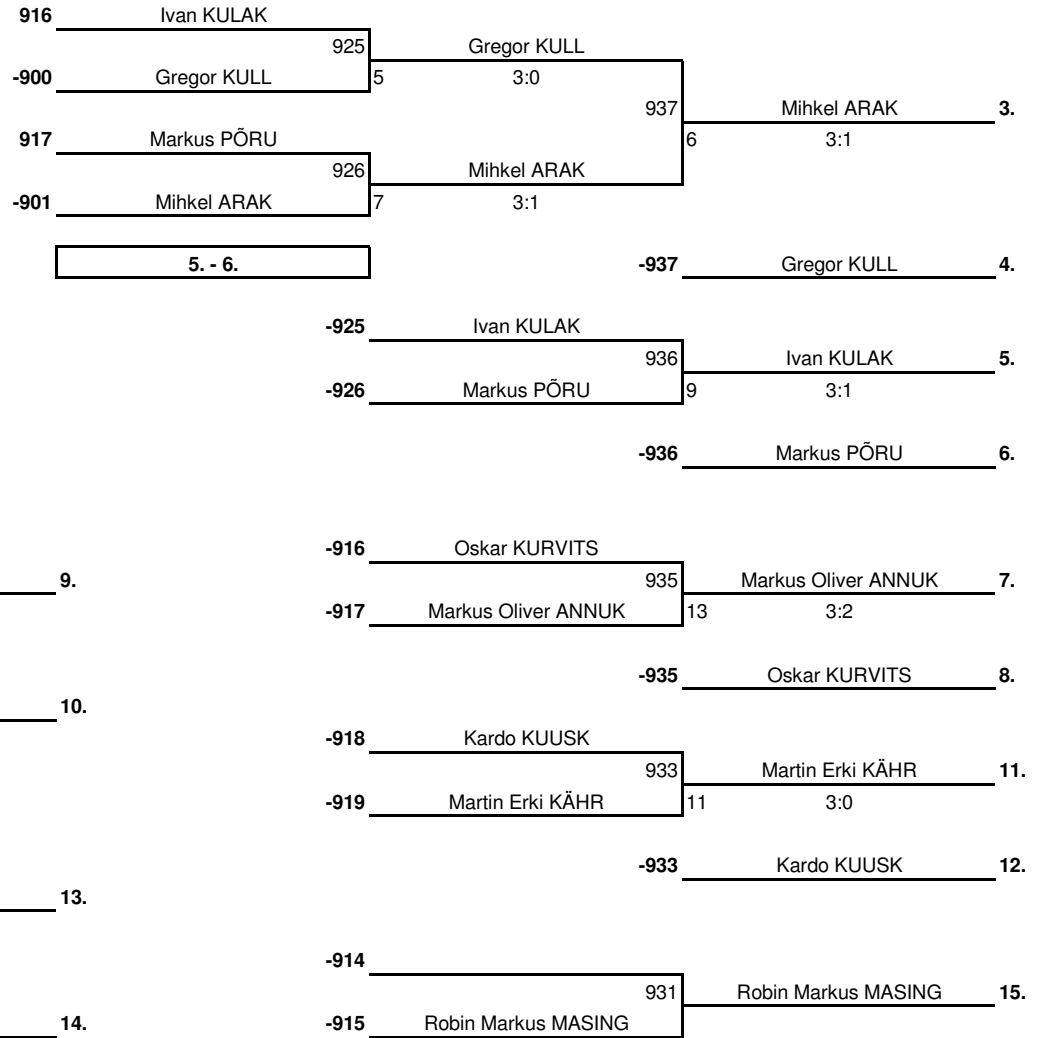 916 Ivan KULAK
925 Gregor KULL
-900 Gregor KULL 5 3:0
937 Mihkel ARAK 3.
917 Markus PÕRU 6 3:1
926 Mihkel ARAK
-901 Mihkel ARAK 7 3:1
5. - 6. -937 Gregor KULL 4.
-925 Ivan KULAK
936 Ivan KULAK 5.
-926 Markus PÕRU 9 3:1
-936 Markus PÕRU 6.
-916 Oskar KURVITS
9. 935 Markus Oliver ANNUK 7.
-917 Markus Oliver ANNUK 13 3:2
-935 Oskar KURVITS 8.
10.
-918 Kardo KUUSK
933 Martin Erki KÄHR 11.
-919 Martin Erki KÄHR 11 3:0
-933 Kardo KUUSK 12.
13.
-914
931 Robin Markus MASING 15.
14. -915 Robin Markus MASING